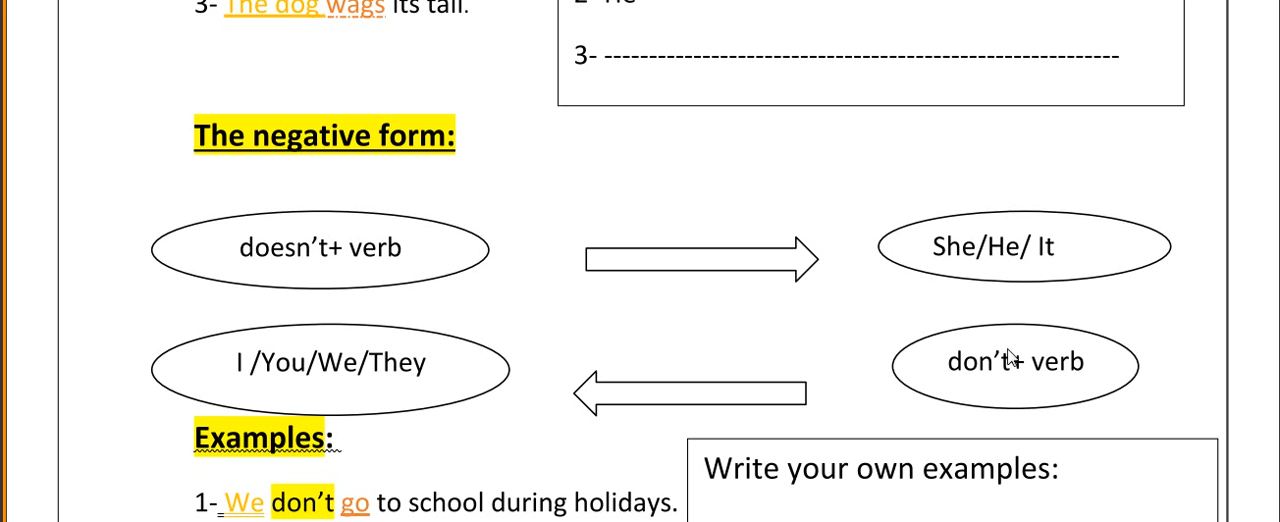 3- The dog wags its tail.
3- ----------------------------------------------------------
The negative form:
doesn't+ verb
She/He/ It
I /You/We/They
don't+ verb
Examples:
Write your own examples:
1- We don't go to school during holidays.